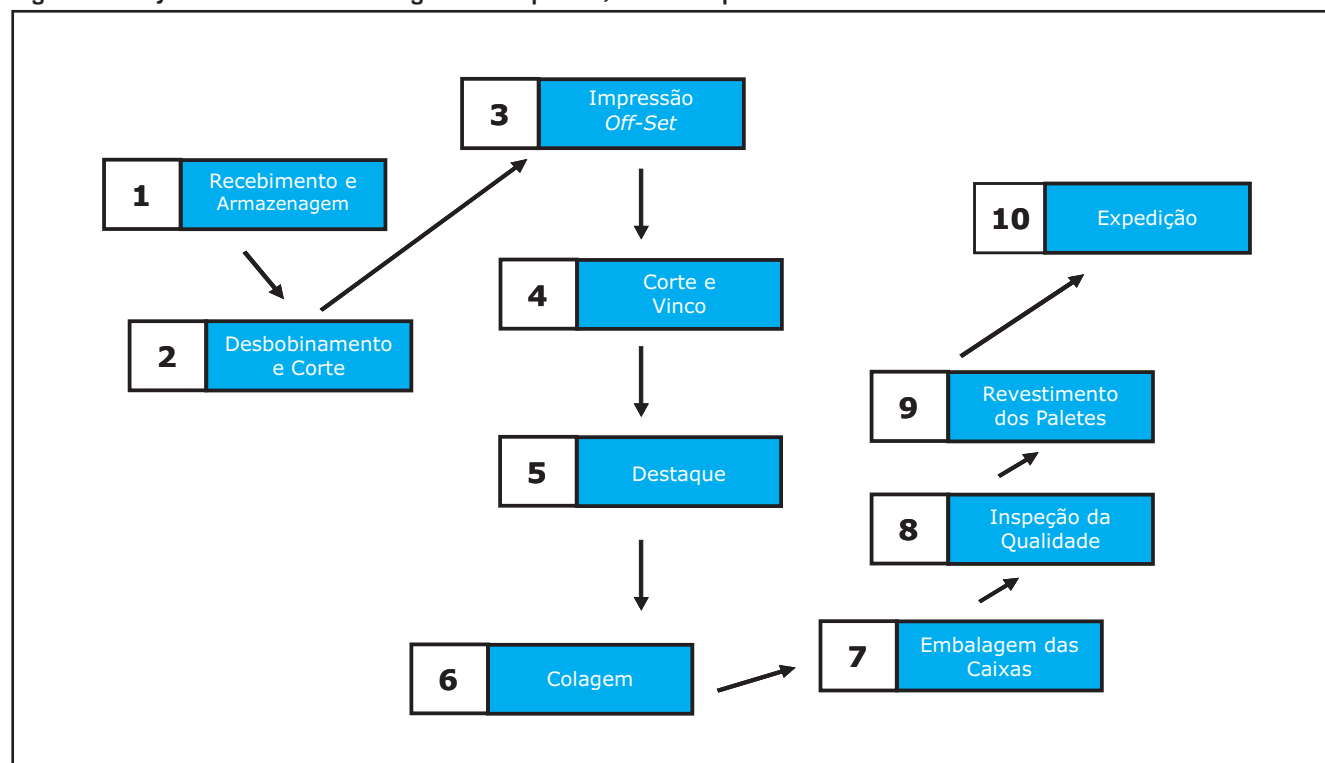 3
Impressão
Off-Set
1
Recebimento e
Armazenagem
10
Expedição
4
Corte e
Vinco
2
Desbobinamento
e Corte
9
Revestimento
dos Paletes
5
Destaque
8
Inspeção da
Qualidade
7
Embalagem das
Caixas
6
Colagem